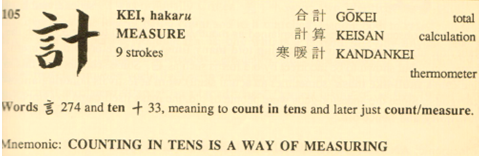 105
計
KEI, hakaru
MEASURE
9 strokes
合計 GŌKEI total
計算 KEISAN calculation
寒暖計 KANDANKEI
thermometer
Words 言 274 and ten 十 33, meaning to count in tens and later just count/measure.
Mnemonic: COUNTING IN TENS IS A WAY OF MEASURING